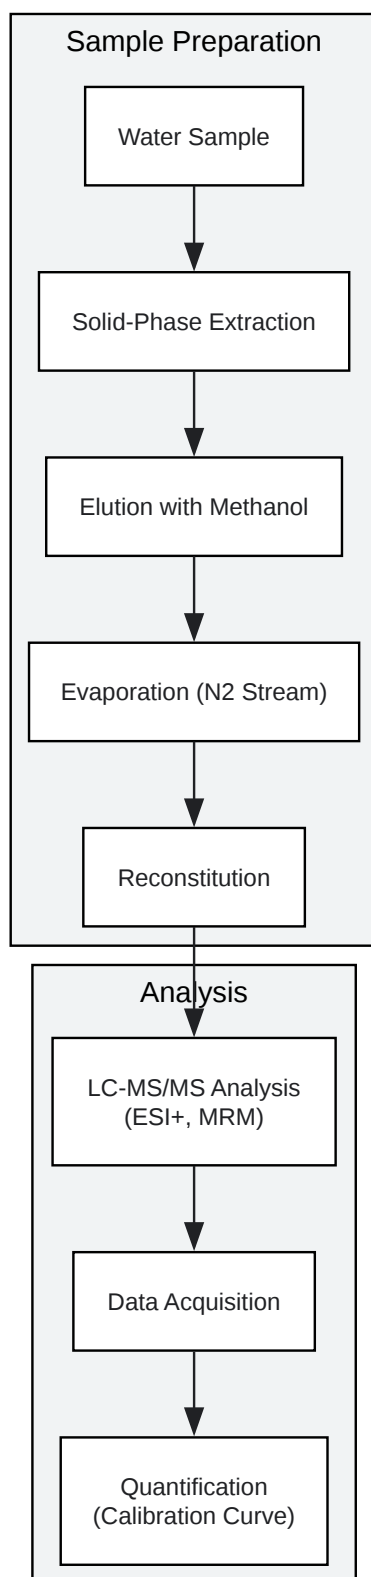 Sample Preparation
Water Sample
Solid-Phase Extraction
Elution with Methanol
Evaporation (N2 Stream)
Reconstitution
Analysis
LC-MS/MS Analysis
(ESI+, MRM)
Data Acquisition
Quantification
(Calibration Curve)